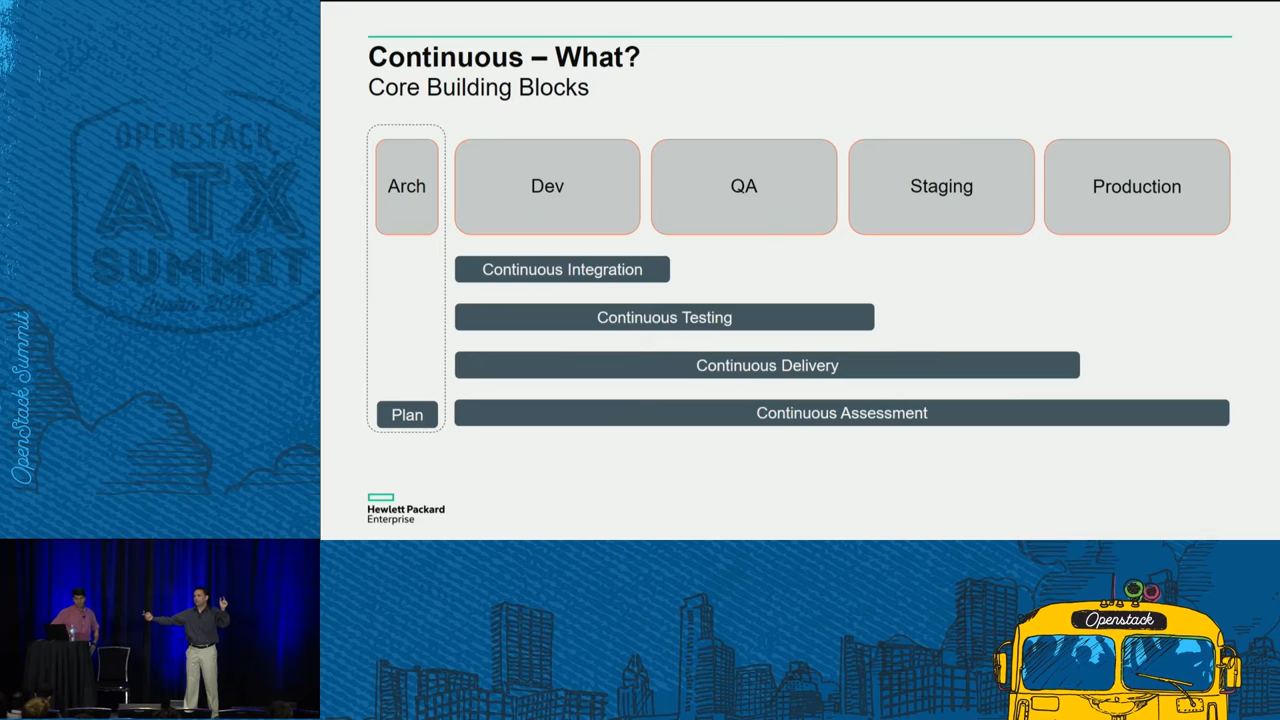 Continuous – What?
Core Building Blocks
Arch
Dev
QA
Staging
Production
Continuous Integration
Continuous Testing
Continuous Delivery
Plan
Continuous Assessment
Hewlett Packard
Enterprise
OPENSTACK
ATX
SUMMIT
OpenStack Summit
Openstack